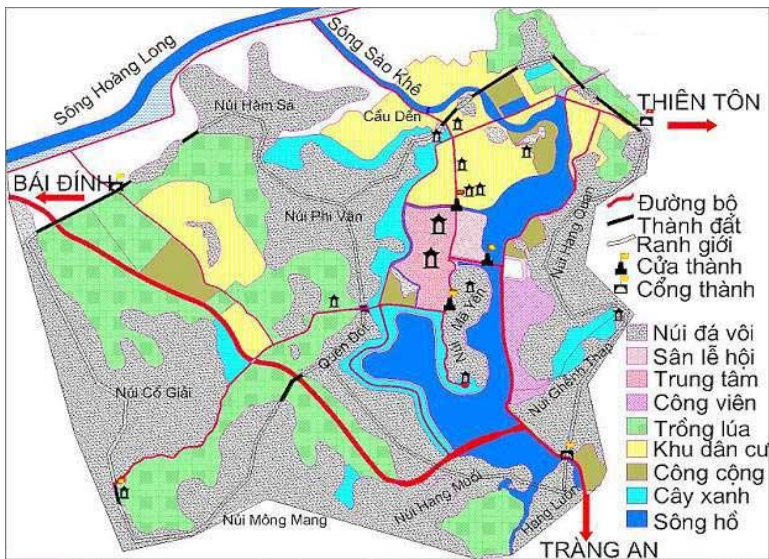 Sông Hoàng Long
Sông Sào Khê
Núi Hàm Sá
Cầu Dền
THIÊN TÔN
BÁI ĐÍNH
Núi Phi Vân
Núi Hang Quàn
Đường bộ
Thành đất
Ranh giới
Cửa thành
Cổng thành
Núi Mã Yên
Quèn Dót
Núi Cổ Giải
Núi Ghềnh Tháp
Núi đá vôi
Sân lễ hội
Trung tâm
Công viên
Trồng lúa
Khu dân cư
Công cộng
Cây xanh
Sông hồ
Núi Hang Muối
Hang Luồn
Núi Mông Mang
TRÀNG AN